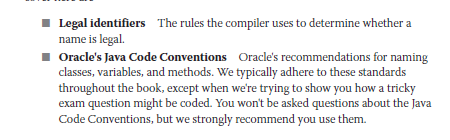 ■ Legal identifiers The rules the compiler uses to determine whether a
name is legal.
■ Oracle's Java Code Conventions Oracle's recommendations for naming
classes, variables, and methods. We typically adhere to these standards
throughout the book, except when we're trying to show you how a tricky
exam question might be coded. You won't be asked questions about the Java
Code Conventions, but we strongly recommend you use them.